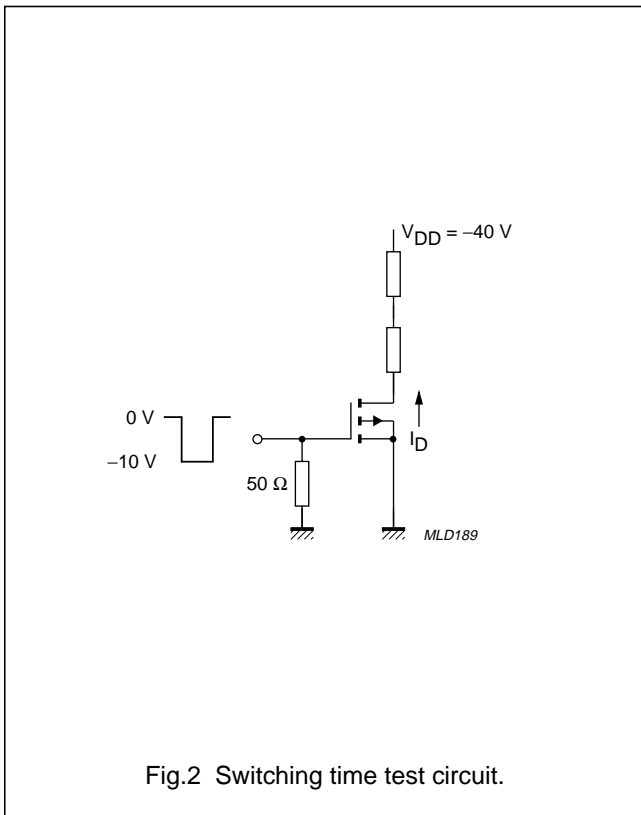 V_DD = −40 V
0 V
−10 V
I_D
50 Ω
MLD189
Fig.2 Switching time test circuit.